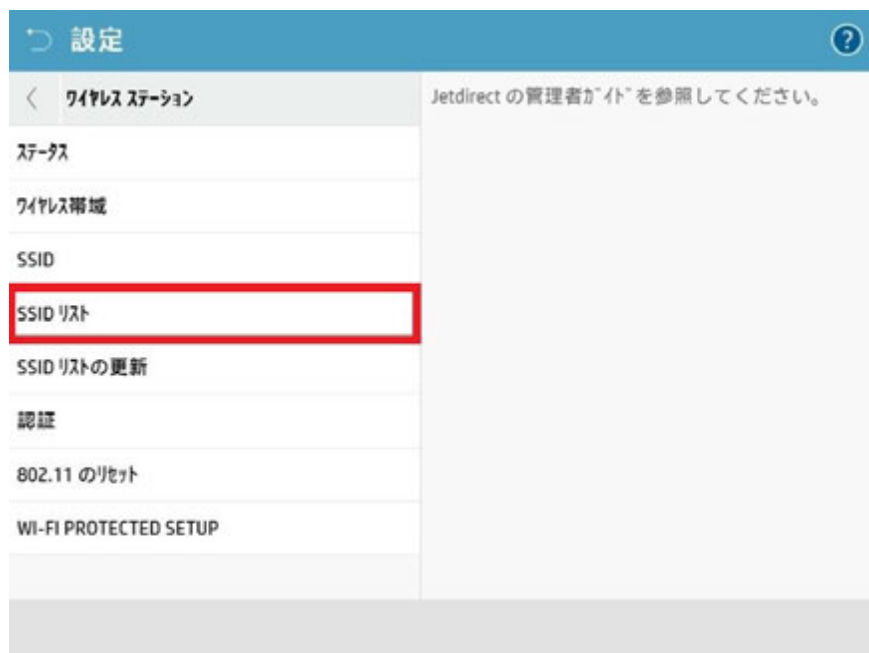 設定
?
ﾜｲﾔﾚｽ ｽﾃｰｼｮﾝ
Jetdirect の管理者ｶﾞｲﾄﾞを参照してください。
ｽﾃｰﾀｽ
ﾜｲﾔﾚｽ帯域
SSID
SSID ﾘｽﾄ
SSID ﾘｽﾄの更新
認証
802.11 のﾘｾｯﾄ
WI-FI PROTECTED SETUP